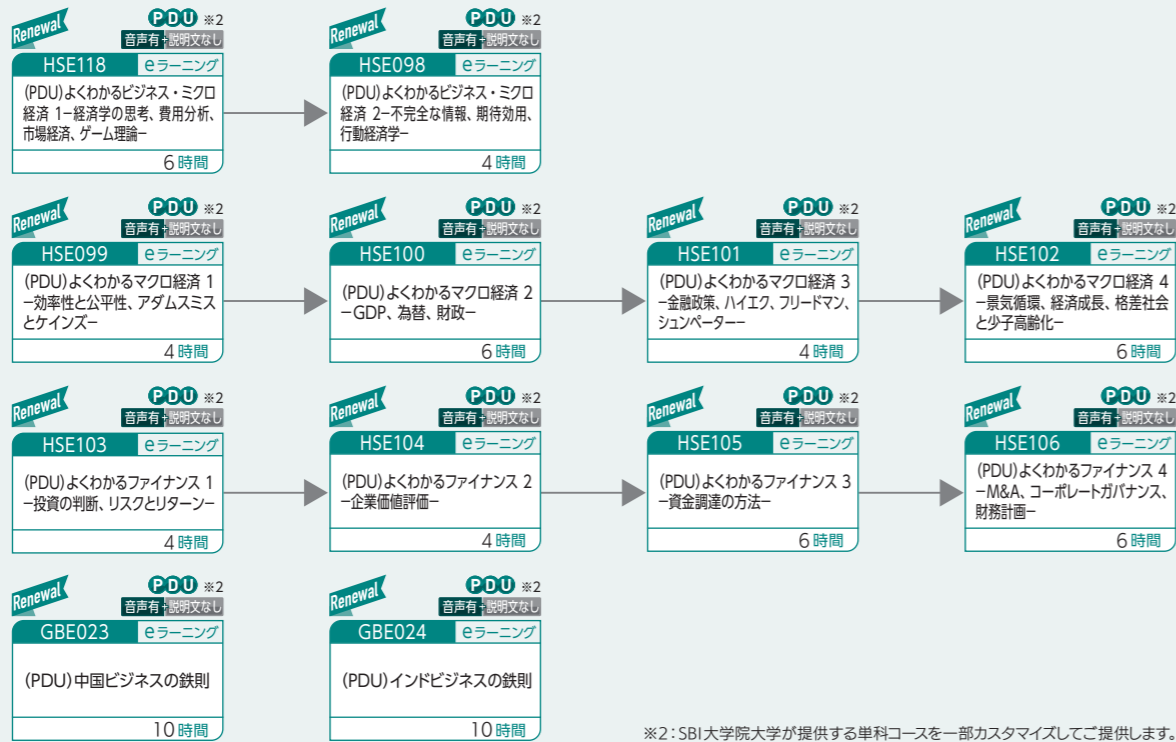 Renewal
PDU ※2
音声有+説明文なし
HSE118 eラーニング
(PDU)よくわかるビジネス・ミクロ
経済 1−経済学の思考、費用分析、
市場経済、ゲーム理論−
6時間
Renewal
PDU ※2
音声有+説明文なし
HSE098 eラーニング
(PDU)よくわかるビジネス・ミクロ
経済 2−不完全な情報、期待効用、
行動経済学−
4時間
Renewal
PDU ※2
音声有+説明文なし
HSE099 eラーニング
(PDU)よくわかるマクロ経済 1
−効率性と公平性、アダムスミス
とケインズ−
4時間
Renewal
PDU ※2
音声有+説明文なし
HSE100 eラーニング
(PDU)よくわかるマクロ経済 2
−GDP、為替、財政−
6時間
Renewal
PDU ※2
音声有+説明文なし
HSE101 eラーニング
(PDU)よくわかるマクロ経済 3
−金融政策、ハイエク、フリードマン、
シュンペーター−
4時間
Renewal
PDU ※2
音声有+説明文なし
HSE102 eラーニング
(PDU)よくわかるマクロ経済 4
−景気循環、経済成長、格差社会
と少子高齢化−
6時間
Renewal
PDU ※2
音声有+説明文なし
HSE103 eラーニング
(PDU)よくわかるファイナンス 1
−投資の判断、リスクとリターン−
4時間
Renewal
PDU ※2
音声有+説明文なし
HSE104 eラーニング
(PDU)よくわかるファイナンス 2
−企業価値評価−
4時間
Renewal
PDU ※2
音声有+説明文なし
HSE105 eラーニング
(PDU)よくわかるファイナンス 3
−資金調達の方法−
6時間
Renewal
PDU ※2
音声有+説明文なし
HSE106 eラーニング
(PDU)よくわかるファイナンス 4
−M&A、コーポレートガバナンス、
財務計画−
6時間
Renewal
PDU ※2
音声有+説明文なし
GBE023 eラーニング
(PDU)中国ビジネスの鉄則
10時間
Renewal
PDU ※2
音声有+説明文なし
GBE024 eラーニング
(PDU)インドビジネスの鉄則
10時間
※2：SBI大学院大学が提供する単科コースを一部カスタマイズしてご提供します。